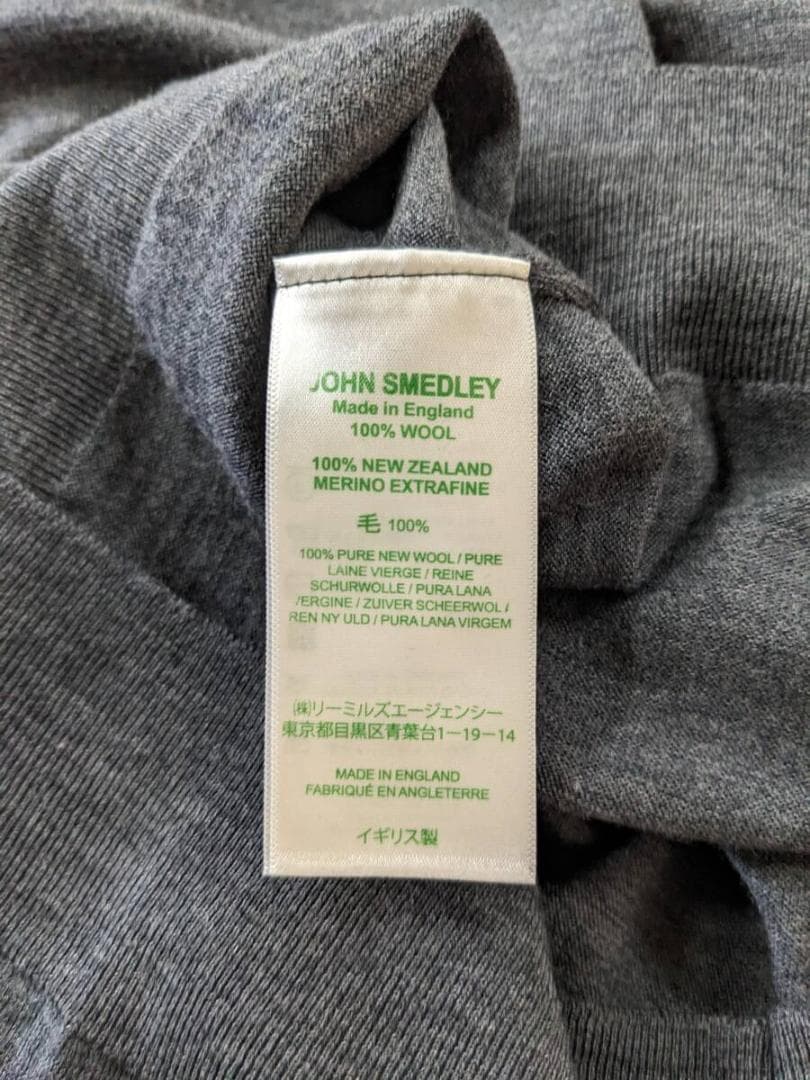 JOHN SMEDLEY
Made in England
100% WOOL
100% NEW ZEALAND
MERINO EXTRAFINE
毛 100%
100% PURE NEW WOOL / PURE
LAINE VIERGE / REINE
SCHURWOLLE / PURA LANA
VERGINE / ZUIVER SCHEERWOL /
REN NY ULD / PURA LANA VIRGEM
㈱リーミルズエージェンシー
東京都目黒区青葉台1－19－14
MADE IN ENGLAND
FABRIQUÉ EN ANGLETERRE
イギリス製